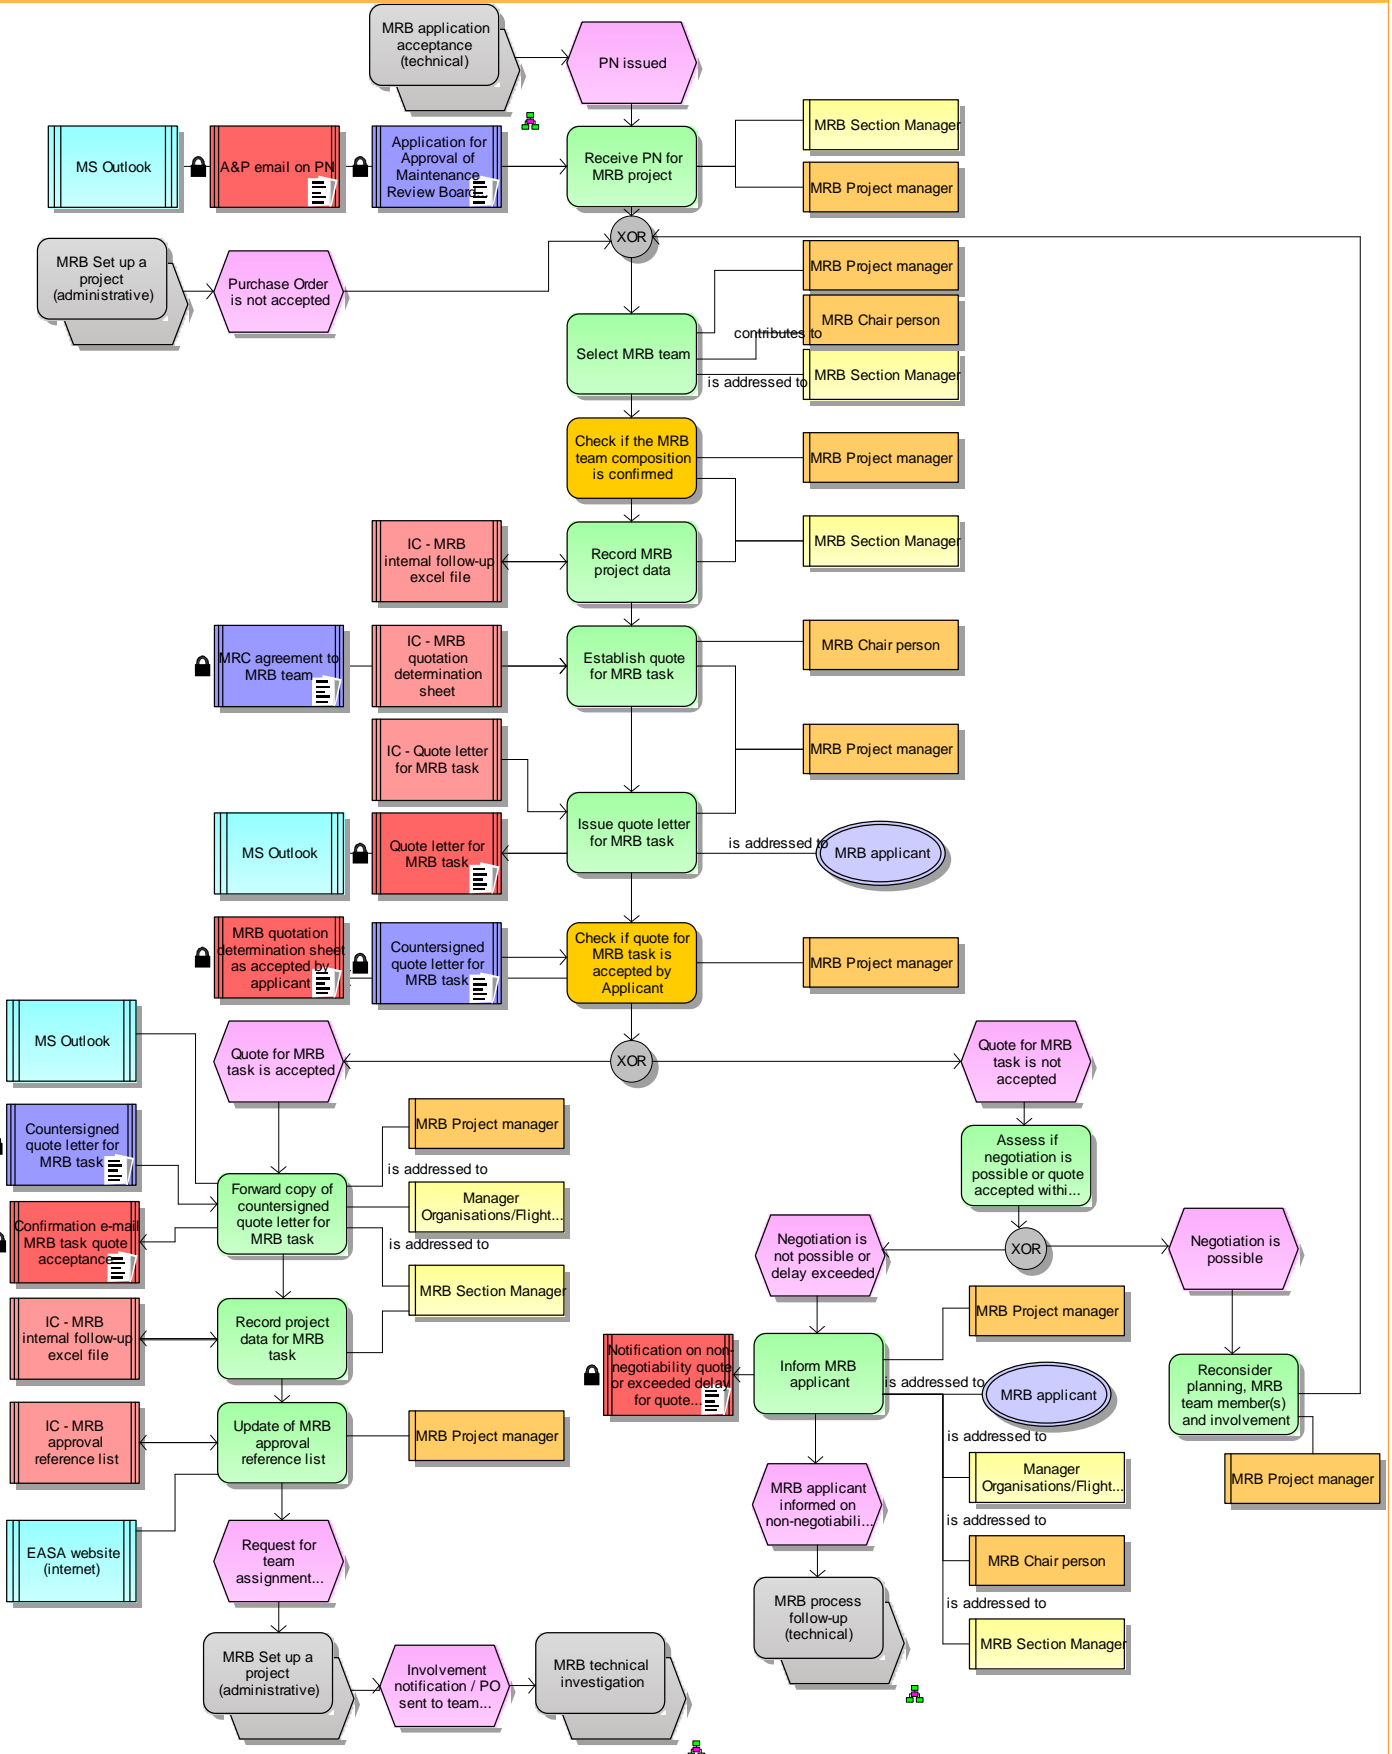 MRB application
acceptance
(technical)
PN issued
MS Outlook
A&P email on PN
Application for
Approval of
Maintenance
Review Board...
Receive PN for
MRB project
MRB Section Manager
MRB Project manager
XOR
MRB Set up a
project
(administrative)
Purchase Order
is not accepted
Select MRB team
MRB Project manager
MRB Chair person
contributes to
MRB Section Manager
is addressed to
Check if the MRB
team composition
is confirmed
MRB Project manager
MRB Section Manager
IC - MRB
internal follow-up
excel file
Record MRB
project data
MRC agreement to
MRB team
IC - MRB
quotation
determination
sheet
Establish quote
for MRB task
MRB Chair person
IC - Quote letter
for MRB task
MRB Project manager
MS Outlook
Quote letter for
MRB task
Issue quote letter
for MRB task
is addressed to
MRB applicant
MRB quotation
determination sheet
as accepted by
applicant
Countersigned
quote letter for
MRB task
Check if quote for
MRB task is
accepted by
Applicant
MRB Project manager
MS Outlook
Quote for MRB
task is accepted
XOR
Quote for MRB
task is not
accepted
Countersigned
quote letter for
MRB task
MRB Project manager
is addressed to
Assess if
negotiation is
possible or quote
accepted withi...
Forward copy of
countersigned
quote letter for
MRB task
Manager
Organisations/Flight...
is addressed to
Confirmation e-mail
MRB task quote
acceptance
Negotiation is
not possible or
delay exceeded
XOR
Negotiation is
possible
MRB Section Manager
IC - MRB
internal follow-up
excel file
Record project
data for MRB
task
MRB Project manager
Notification on non-
negotiability quote
or exceeded delay
for quote...
Inform MRB
applicant
is addressed to
MRB applicant
Reconsider
planning, MRB
team member(s)
and involvement
IC - MRB
approval
reference list
Update of MRB
approval
reference list
MRB Project manager
is addressed to
Manager
Organisations/Flight...
MRB Project manager
MRB applicant
informed on
non-negotiabili...
is addressed to
EASA website
(internet)
Request for
team
assignment...
MRB Chair person
is addressed to
MRB process
follow-up
(technical)
MRB Section Manager
MRB Set up a
project
(administrative)
Involvement
notification / PO
sent to team...
MRB technical
investigation